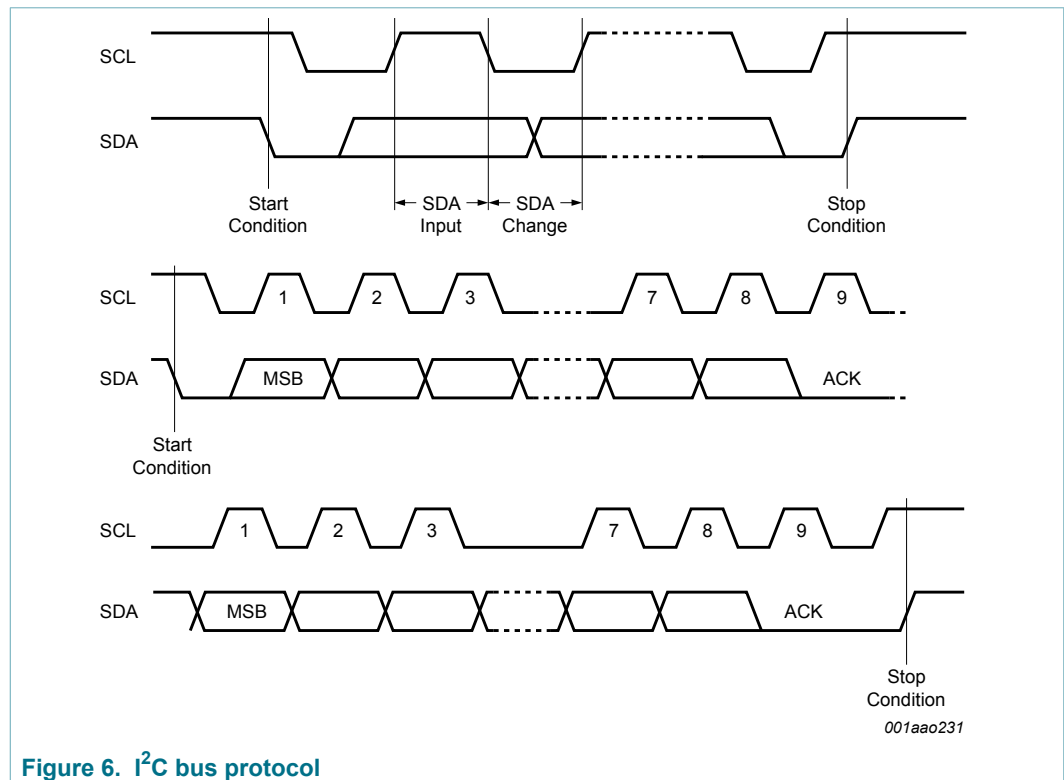 SCL
SDA
Start
Condition
SDA
Input
SDA
Change
Stop
Condition
SCL
1 2 3 7 8 9
SDA
MSB
ACK
Start
Condition
SCL
1 2 3 7 8 9
SDA
MSB
ACK
Stop
Condition
001aao231
Figure 6. I²C bus protocol